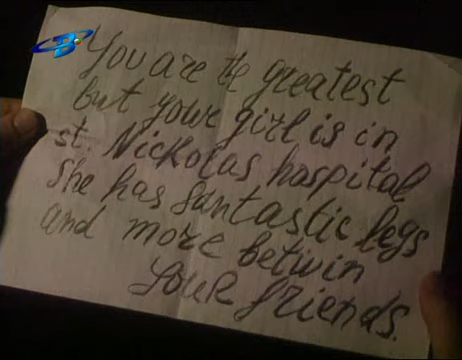 You are the greatest
but your girl is in
st. Nickolas hospital
She has fantastic legs
and more betwin
Your friends.